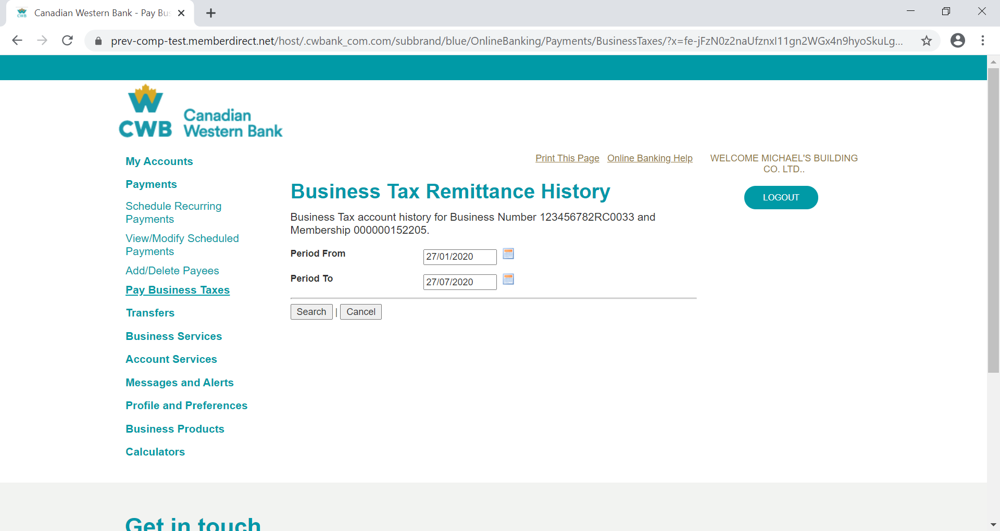 Canadian Western Bank - Pay Bus
prev-comp-test.memberdirect.net/host/.cwbank_com.com/subbrand/blue/OnlineBanking/Payments/BusinessTaxes/?x=fe-jFzN0z2naUfznxI11gn2WGx4n9hyoSkuLg...
CWB Canadian
Western Bank
My Accounts
Payments
Schedule Recurring
Payments
View/Modify Scheduled
Payments
Add/Delete Payees
Pay Business Taxes
Transfers
Business Services
Account Services
Messages and Alerts
Profile and Preferences
Business Products
Calculators
Print This Page Online Banking Help
WELCOME MICHAEL'S BUILDING
CO. LTD..
LOGOUT
Business Tax Remittance History
Business Tax account history for Business Number 123456782RC0033 and
Membership 000000152205.
Period From 27/01/2020
Period To 27/07/2020
Search | Cancel
Get in touch